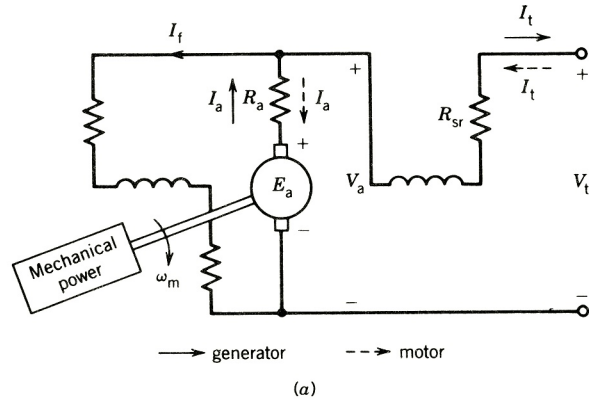 I_f
I_t
+
+
I_t
I_a
R_a
I_a
R_sr
+
E_a
V_a
V_t
Mechanical
power
ω_m
−
−
−
generator
motor
(a)